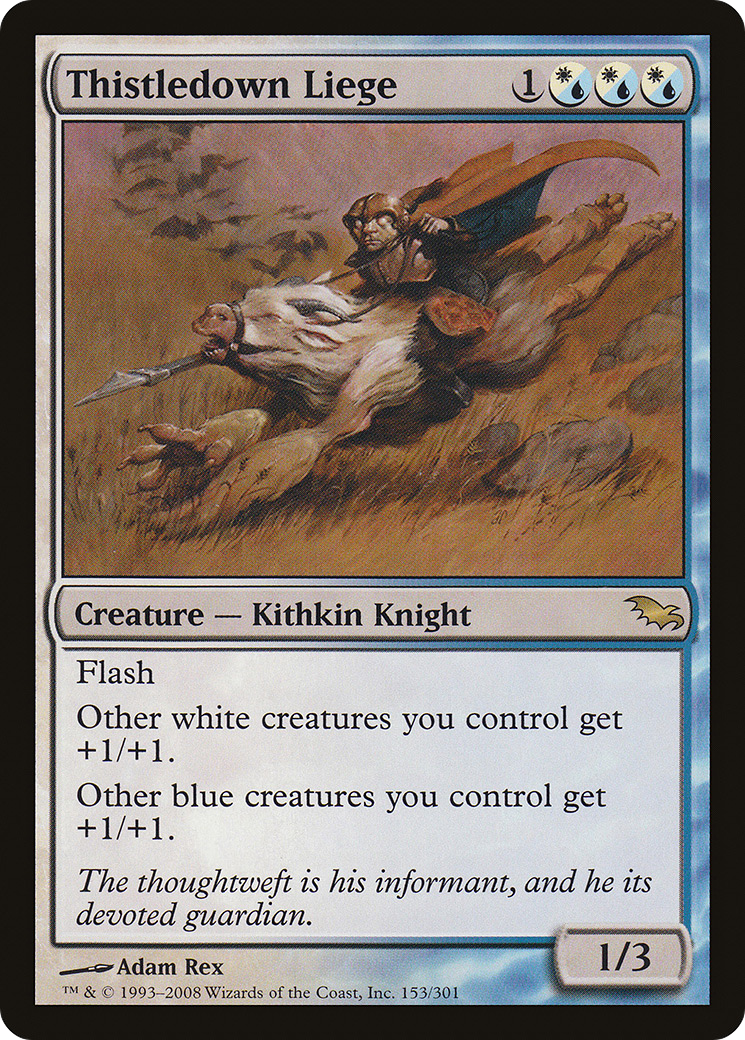 Thistledown Liege 1
Creature — Kithkin Knight
Flash
Other white creatures you control get
+1/+1.
Other blue creatures you control get
+1/+1.
The thoughtweft is his informant, and he its
devoted guardian.
1/3
Adam Rex
™ & © 1993–2008 Wizards of the Coast, Inc. 153/301